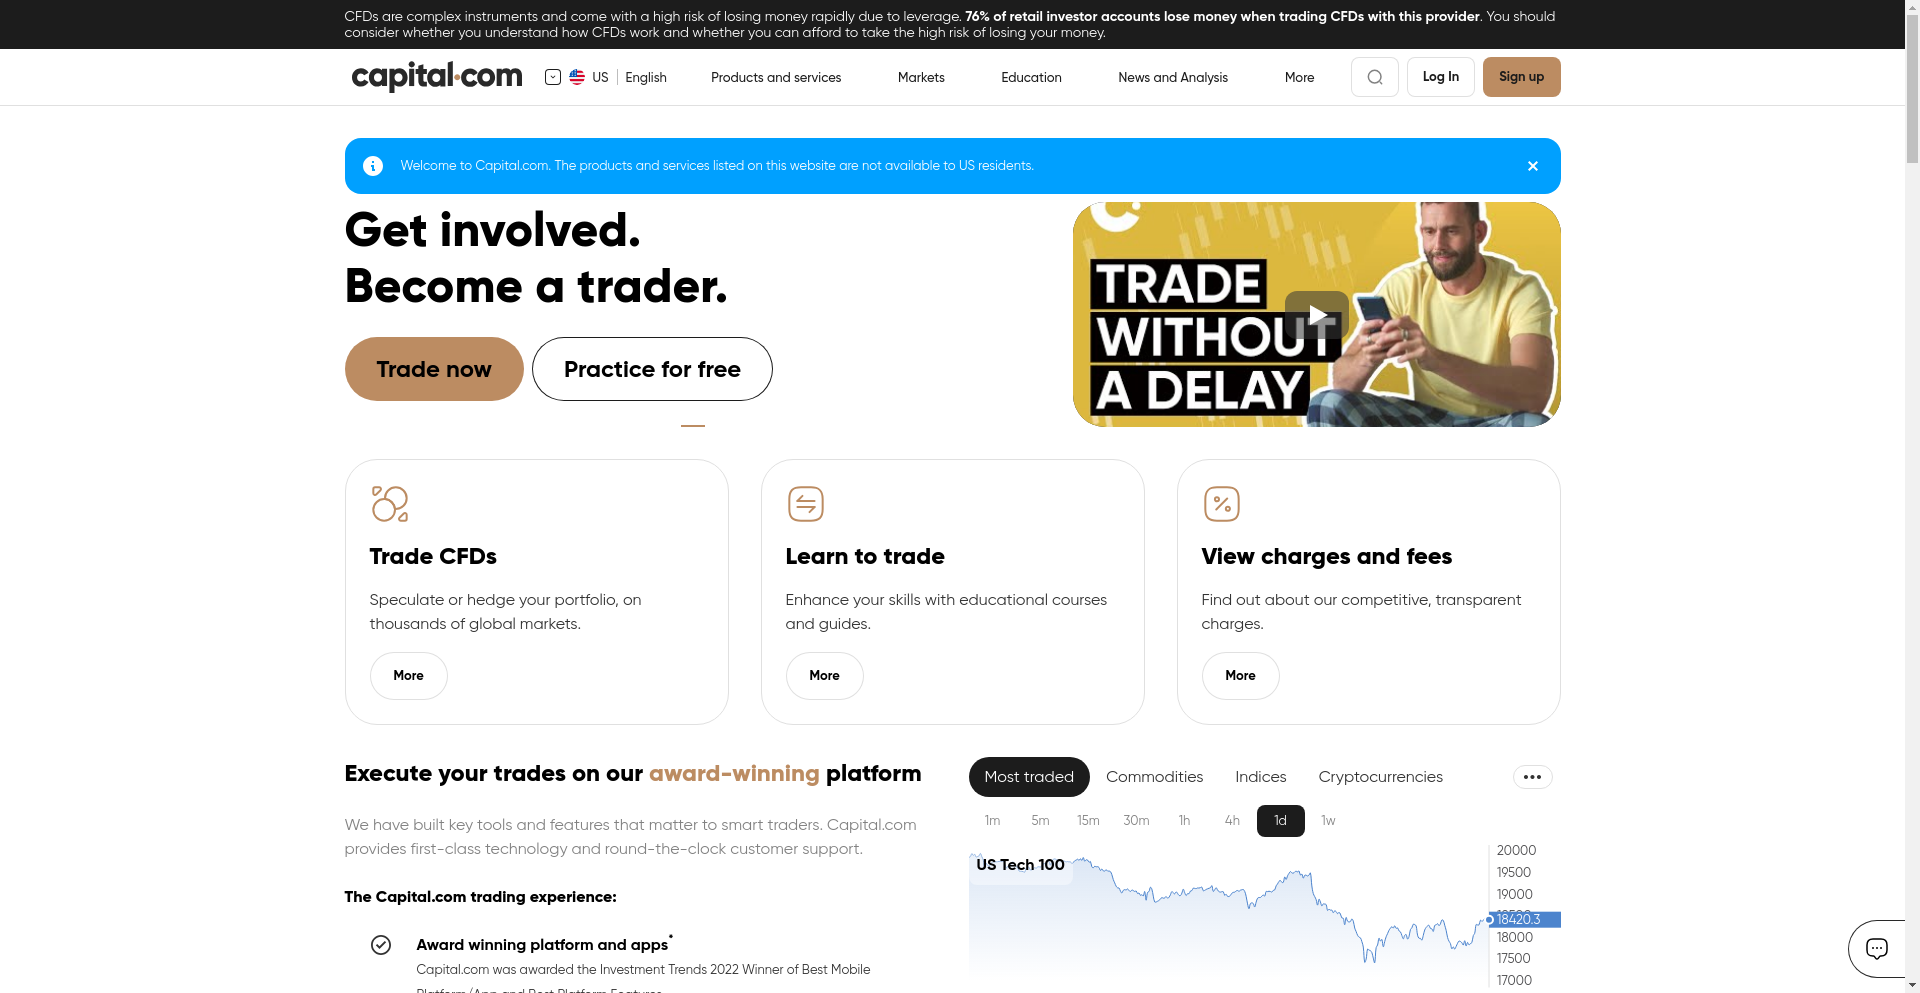 CFDs are complex instruments and come with a high risk of losing money rapidly due to leverage. 76% of retail investor accounts lose money when trading CFDs with this provider. You should
consider whether you understand how CFDs work and whether you can afford to take the high risk of losing your money.
capital.com
US English
Products and services
Markets
Education
News and Analysis
More
Log In
Sign up
Welcome to Capital.com. The products and services listed on this website are not available to US residents.
Get involved.
Become a trader.
Trade now
Practice for free
TRADE
WITHOUT
A DELAY
Trade CFDs
Speculate or hedge your portfolio, on
thousands of global markets.
More
Learn to trade
Enhance your skills with educational courses
and guides.
More
View charges and fees
Find out about our competitive, transparent
charges.
More
Execute your trades on our award-winning platform
We have built key tools and features that matter to smart traders. Capital.com
provides first-class technology and round-the-clock customer support.
The Capital.com trading experience:
Award winning platform and apps*
Capital.com was awarded the Investment Trends 2022 Winner of Best Mobile
Platform/App and Best Platform Features
Most traded
Commodities
Indices
Cryptocurrencies
1m 5m 15m 30m 1h 4h 1d 1w
US Tech 100
20000
19500
19000
18420.3
18000
17500
17000